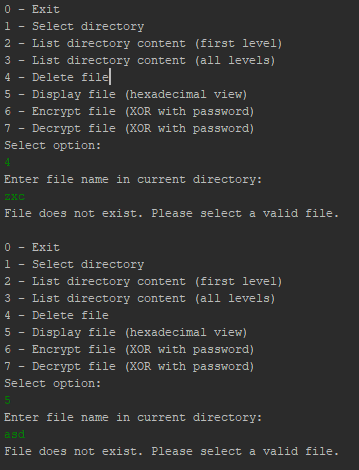 0 - Exit
1 - Select directory
2 - List directory content (first level)
3 - List directory content (all levels)
4 - Delete file
5 - Display file (hexadecimal view)
6 - Encrypt file (XOR with password)
7 - Decrypt file (XOR with password)
Select option:
4
Enter file name in current directory:
zxc
File does not exist. Please select a valid file.
0 - Exit
1 - Select directory
2 - List directory content (first level)
3 - List directory content (all levels)
4 - Delete file
5 - Display file (hexadecimal view)
6 - Encrypt file (XOR with password)
7 - Decrypt file (XOR with password)
Select option:
5
Enter file name in current directory:
asd
File does not exist. Please select a valid file.